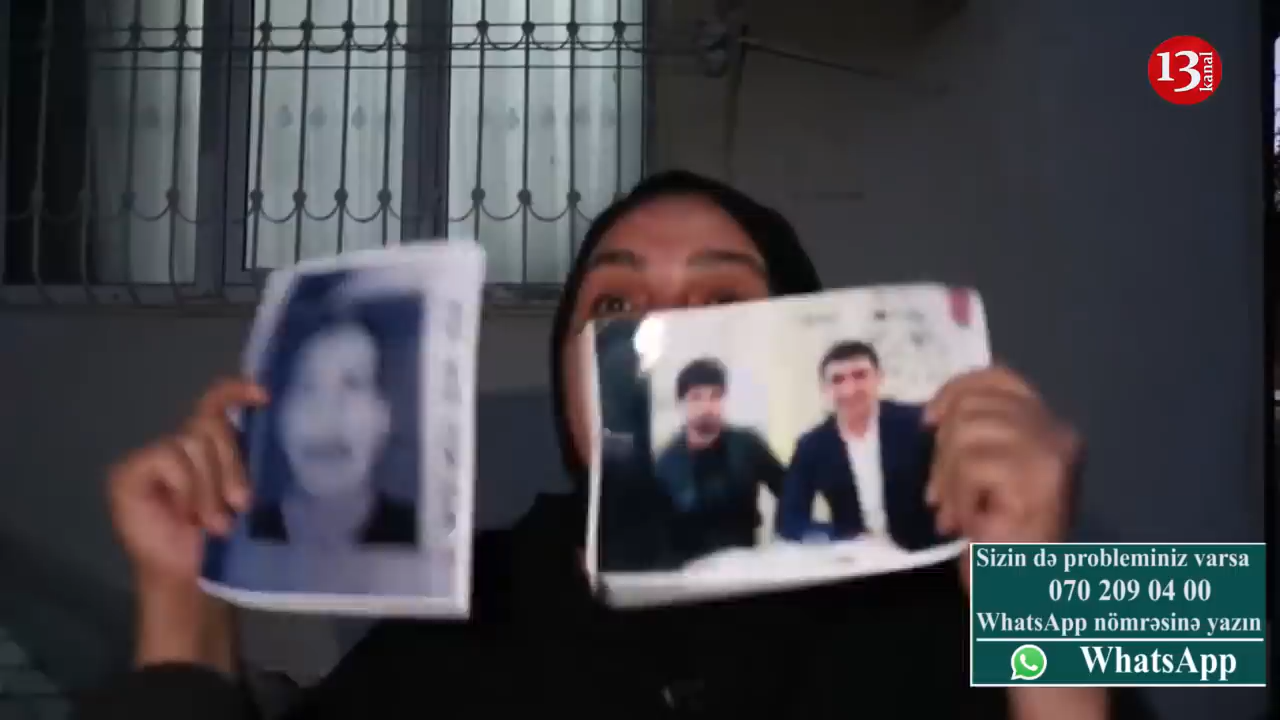 13 kanal
Sizin də probleminiz varsa
070 209 04 00
WhatsApp nömrəsinə yazın
WhatsApp